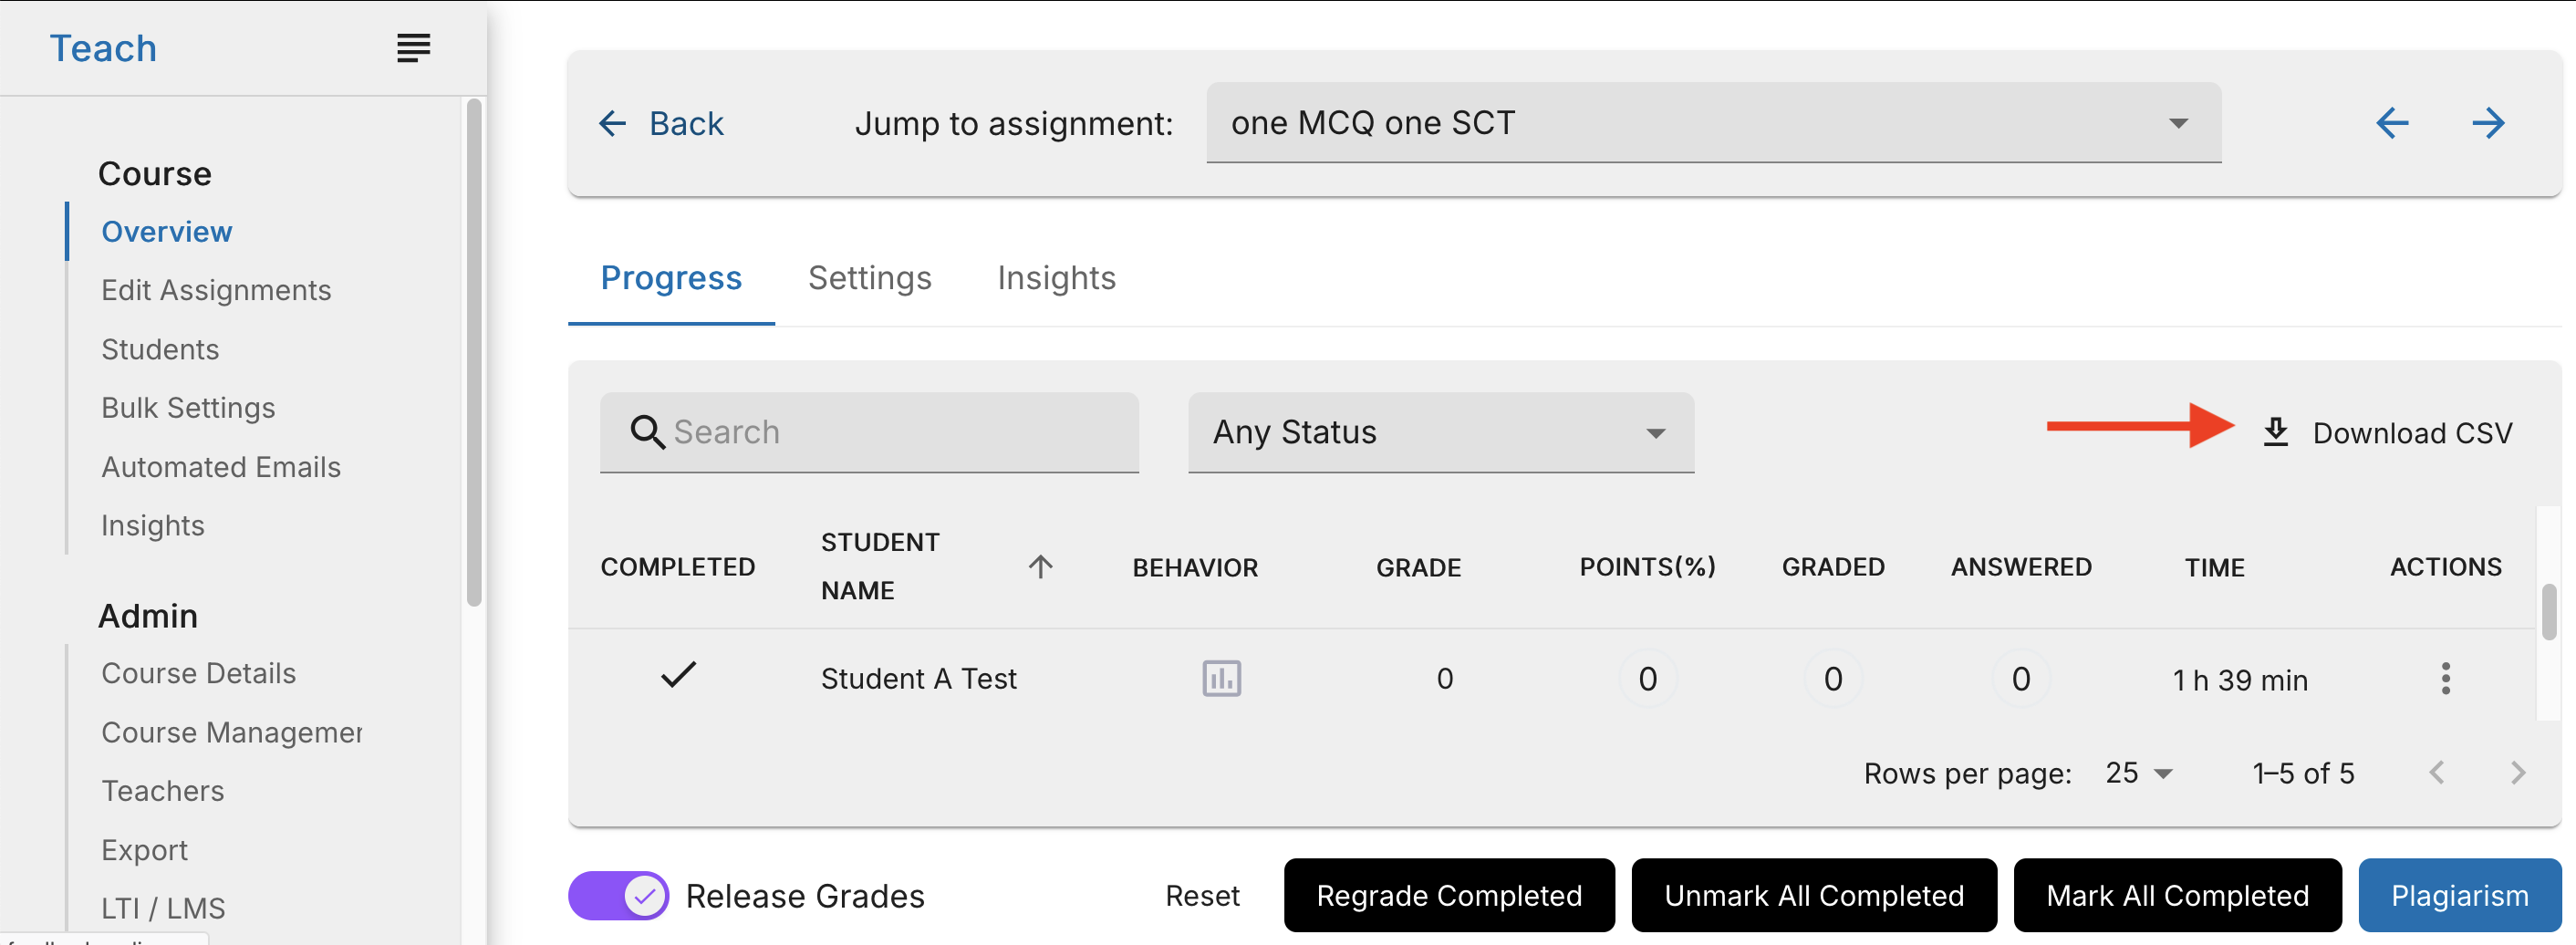 Teach
Course
Overview
Edit Assignments
Students
Bulk Settings
Automated Emails
Insights
Admin
Course Details
Course Managemer
Teachers
Export
LTI / LMS
Back
Jump to assignment:
one MCQ one SCT
Progress
Settings
Insights
Search
Any Status
Download CSV
COMPLETED
STUDENT
NAME
BEHAVIOR
GRADE
POINTS(%)
GRADED
ANSWERED
TIME
ACTIONS
Student A Test
0
0
0
0
1 h 39 min
Rows per page:
25
1–5 of 5
Release Grades
Reset
Regrade Completed
Unmark All Completed
Mark All Completed
Plagiarism